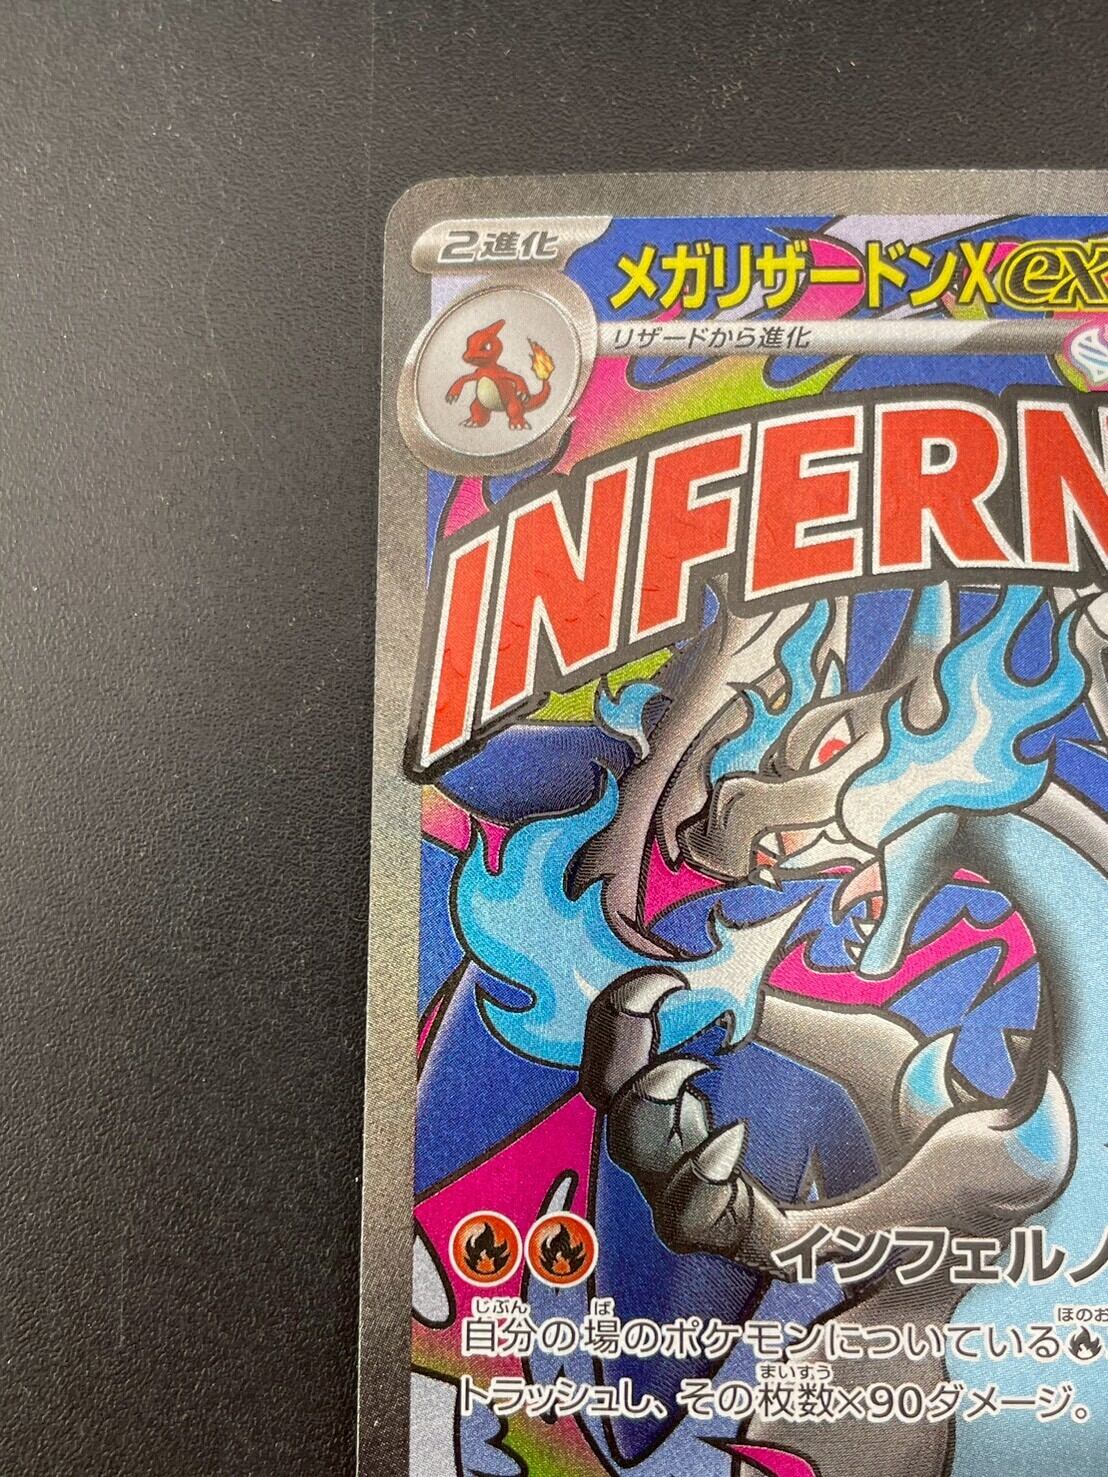 2進化
メガリザードンXex
リザードから進化
INFERN
インフェルノ
じぶん ば ほのお
自分の場のポケモンについている
まいすう
トラッシュし、その枚数×90ダメージ。